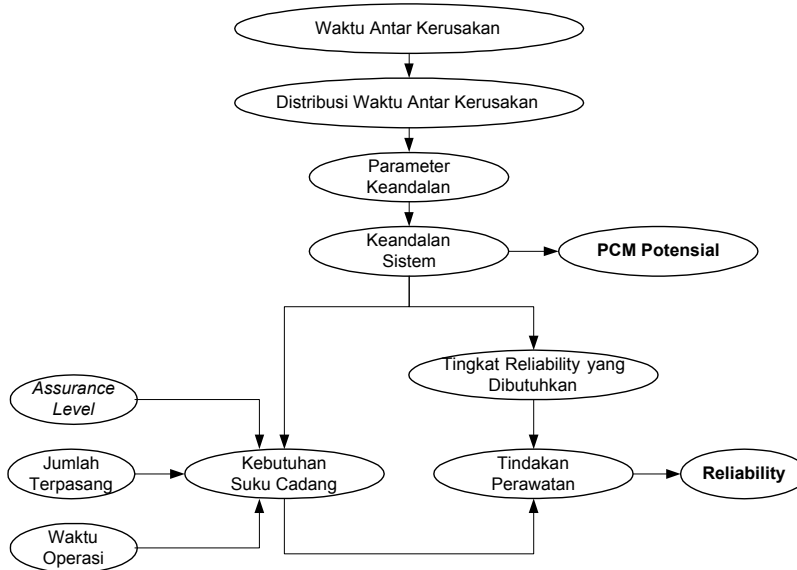 Waktu Antar Kerusakan
Distribusi Waktu Antar Kerusakan
Parameter
Keandalan
Keandalan
Sistem
PCM Potensial
Tingkat Reliability yang
Dibutuhkan
Assurance
Level
Jumlah
Terpasang
Kebutuhan
Suku Cadang
Tindakan
Perawatan
Reliability
Waktu
Operasi